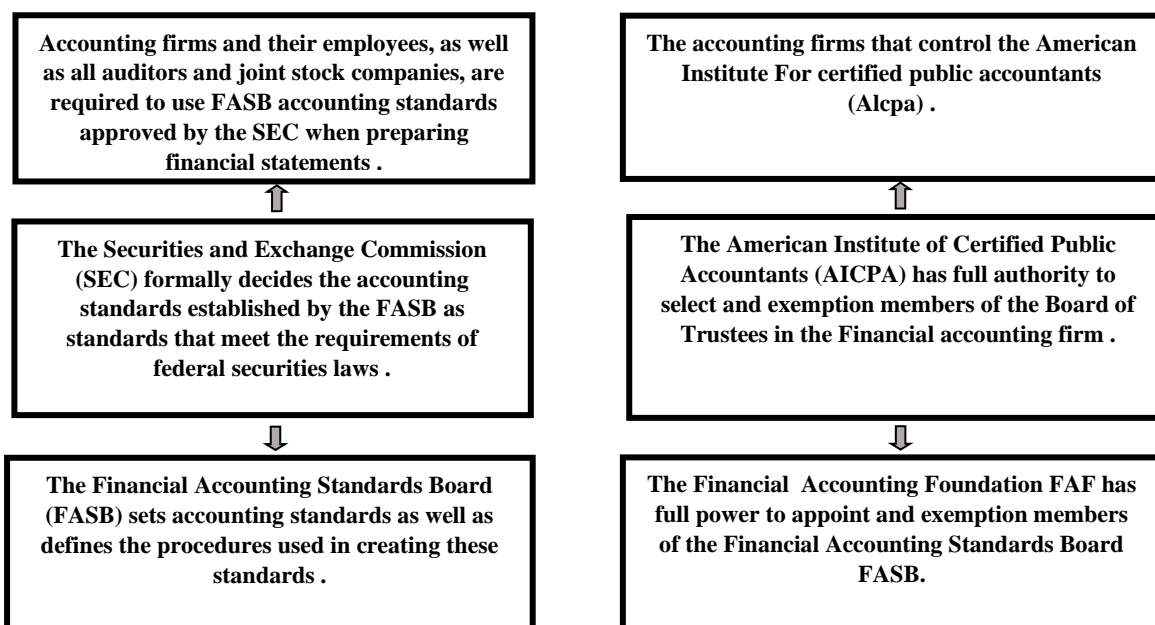 Accounting firms and their employees, as well
as all auditors and joint stock companies, are
required to use FASB accounting standards
approved by the SEC when preparing
financial statements .
The Securities and Exchange Commission
(SEC) formally decides the accounting
standards established by the FASB as
standards that meet the requirements of
federal securities laws .
The Financial Accounting Standards Board
(FASB) sets accounting standards as well as
defines the procedures used in creating these
standards .
The accounting firms that control the American
Institute For certified public accountants
(Alcpa) .
The American Institute of Certified Public
Accountants (AICPA) has full authority to
select and exemption members of the Board of
Trustees in the Financial accounting firm .
The Financial  Accounting Foundation FAF has
full power to appoint and exemption members
of the Financial Accounting Standards Board
FASB.